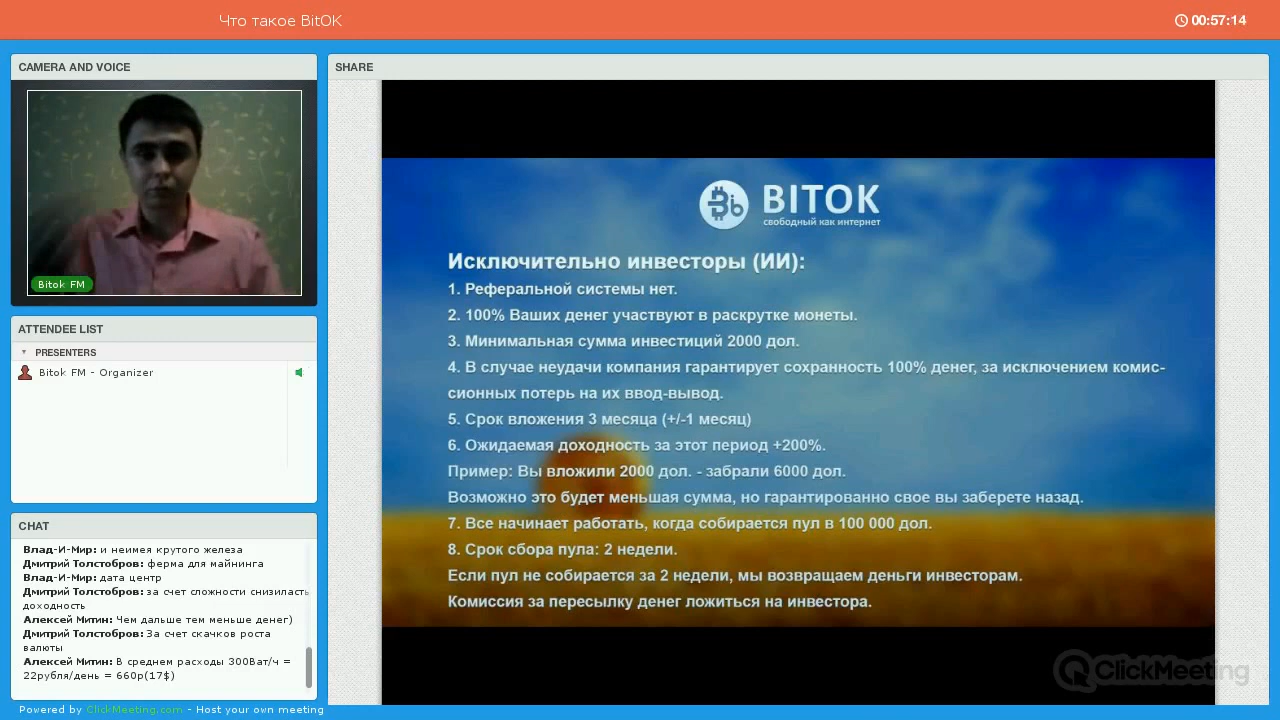 Что такое BitOK
00:57:14
CAMERA AND VOICE
Bitok FM
ATTENDEE LIST
PRESENTERS
Bitok FM - Organizer
CHAT
Влад-И-Мир: и неимея крутого железа
Дмитрий Толстобров: ферма для майнинга
Влад-И-Мир: дата центр
Дмитрий Толстобров: за счет сложности снизилась
доходность
Алексей Митин: Чем дальше тем меньше денег)
Дмитрий Толстобров: За счет скачков роста
валюты
Алексей Митин: В среднем расходы 300Ват/ч =
22рубля/день = 660р(17$)
Powered by ClickMeeting.com - Host your own meeting
SHARE
BITOK
свободный как интернет
Исключительно инвесторы (ИИ):
1. Реферальной системы нет.
2. 100% Ваших денег участвуют в раскрутке монеты.
3. Минимальная сумма инвестиций 2000 дол.
4. В случае неудачи компания гарантирует сохранность 100% денег, за исключением комис-
сионных потерь на их ввод-вывод.
5. Срок вложения 3 месяца (+/-1 месяц)
6. Ожидаемая доходность за этот период +200%.
Пример: Вы вложили 2000 дол. - забрали 6000 дол.
Возможно это будет меньшая сумма, но гарантированно свое вы заберете назад.
7. Все начинает работать, когда собирается пул в 100 000 дол.
8. Срок сбора пула: 2 недели.
Если пул не собирается за 2 недели, мы возвращаем деньги инвесторам.
Комиссия за пересылку денег ложиться на инвестора.
ClickMeeting